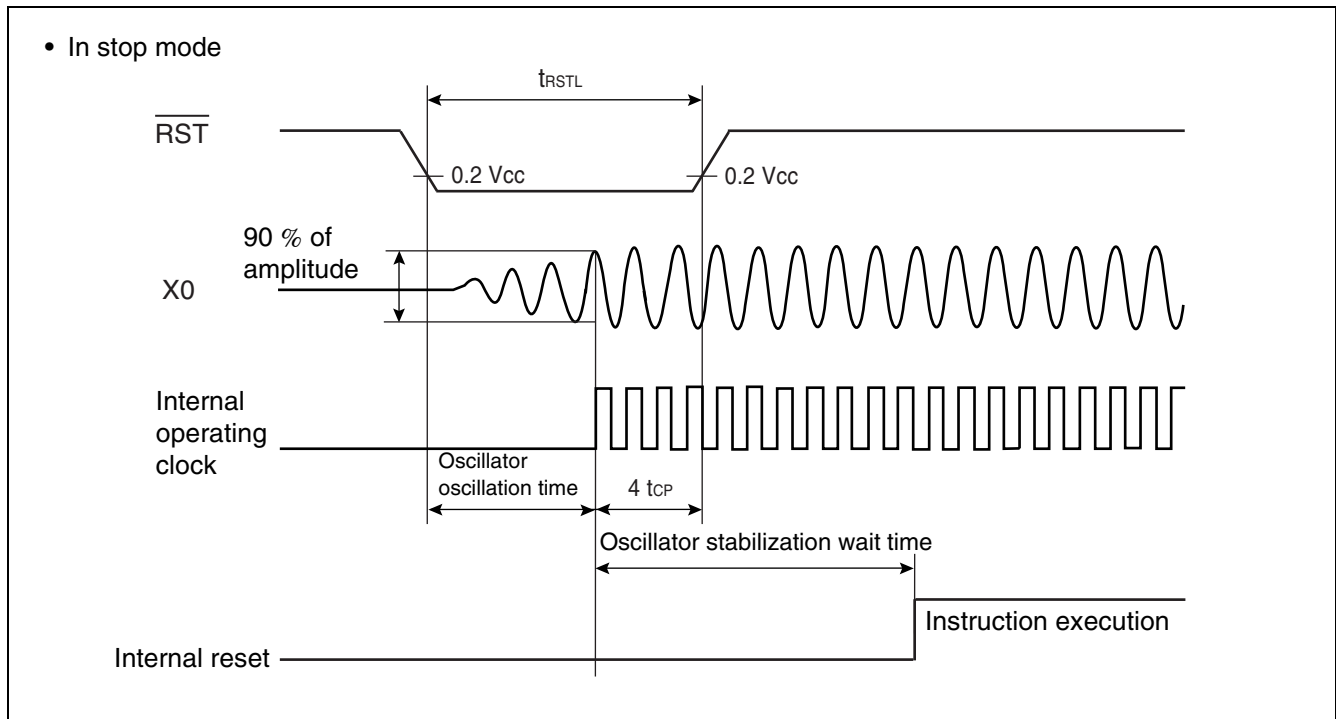 • In stop mode
tRSTL
RST
0.2 Vcc
0.2 Vcc
90 % of
amplitude
X0
Internal
operating
clock
Oscillator
oscillation time
4 tCP
Oscillator stabilization wait time
Instruction execution
Internal reset